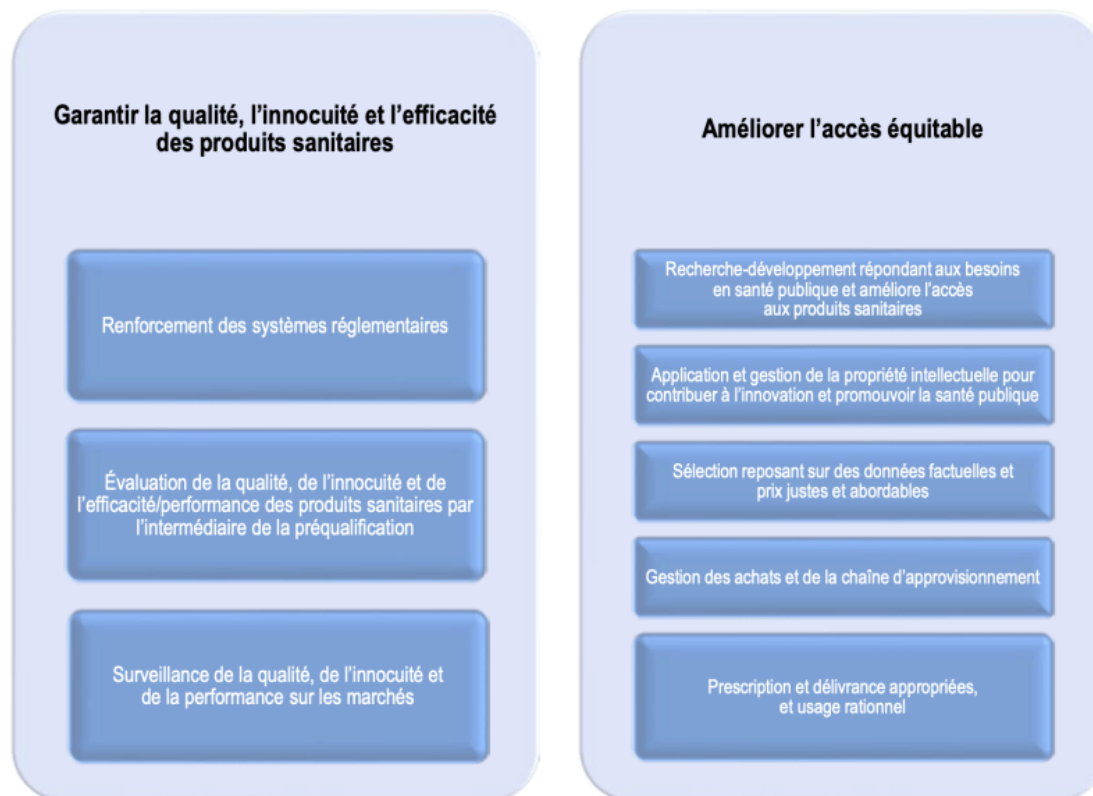 Garantir la qualité, l’innocuité et l’efficacité
des produits sanitaires
Renforcement des systèmes réglementaires
Évaluation de la qualité, de l’innocuité et de
l’efficacité/performance des produits sanitaires par
l’intermédiaire de la préqualification
Surveillance de la qualité, de l’innocuité et
de la performance sur les marchés
Améliorer l’accès équitable
Recherche-développement répondant aux besoins
en santé publique et améliore l’accès
aux produits sanitaires
Application et gestion de la propriété intellectuelle pour
contribuer à l’innovation et promouvoir la santé publique
Sélection reposant sur des données factuelles et
prix justes et abordables
Gestion des achats et de la chaîne d’approvisionnement
Prescription et délivrance appropriées,
et usage rationnel